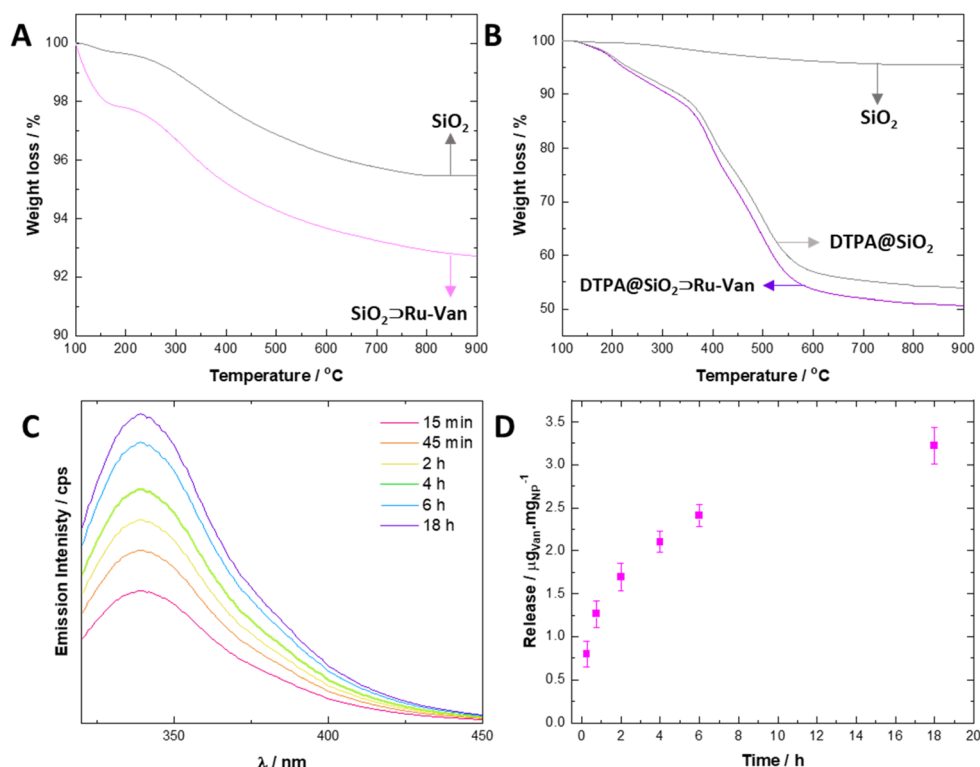 A
100
98
96
94
92
90
Weight loss / %
SiO₂
SiO₂⊃Ru-Van
100 200 300 400 500 600 700 800 900
Temperature / °C
B
100
90
80
70
60
50
Weight loss / %
SiO₂
DTPA@SiO₂
DTPA@SiO₂⊃Ru-Van
100 200 300 400 500 600 700 800 900
Temperature / °C
C
Emission Intenisty / cps
15 min
45 min
2 h
4 h
6 h
18 h
350 400 450
λ / nm
D
3.5
3.0
2.5
2.0
1.5
1.0
0.5
0.0
Release / μg_Van.mg_NP⁻¹
0 2 4 6 8 10 12 14 16 18 20
Time / h